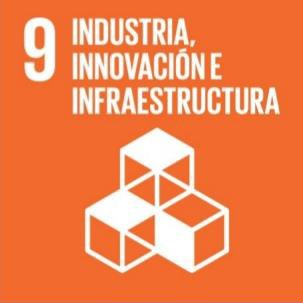 9 INDUSTRIA,
INNOVACIÓN E
INFRAESTRUCTURA